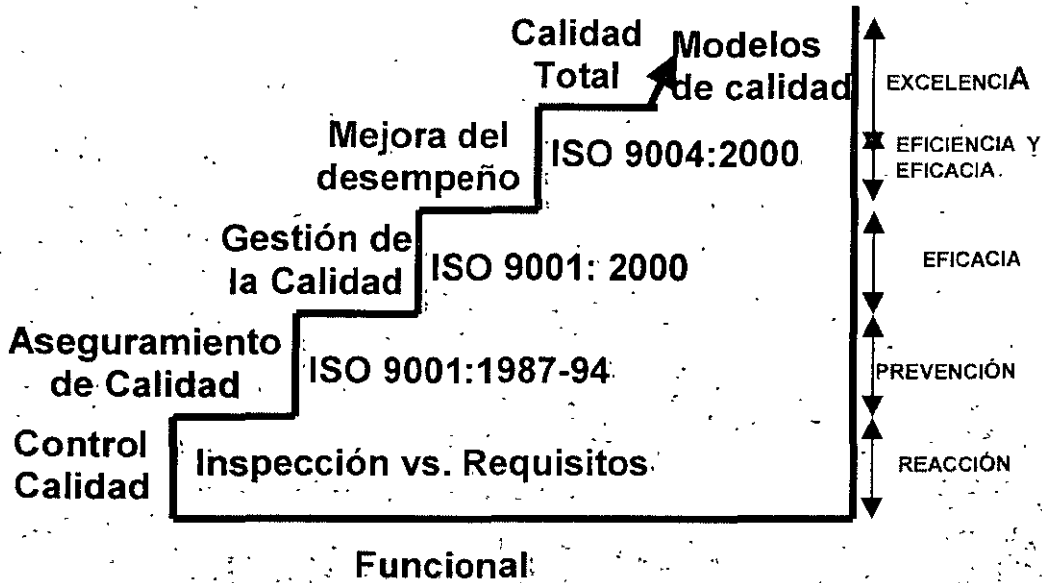 Calidad
Total
Modelos
de calidad
EXCELENCIA
Mejora del
desempeño
ISO 9004:2000
EFICIENCIA Y
EFICACIA
Gestión de
la Calidad
ISO 9001: 2000
EFICACIA
Aseguramiento
de Calidad
ISO 9001:1987-94
PREVENCIÓN
Control
Calidad
Inspección vs. Requisitos
REACCIÓN
Funcional